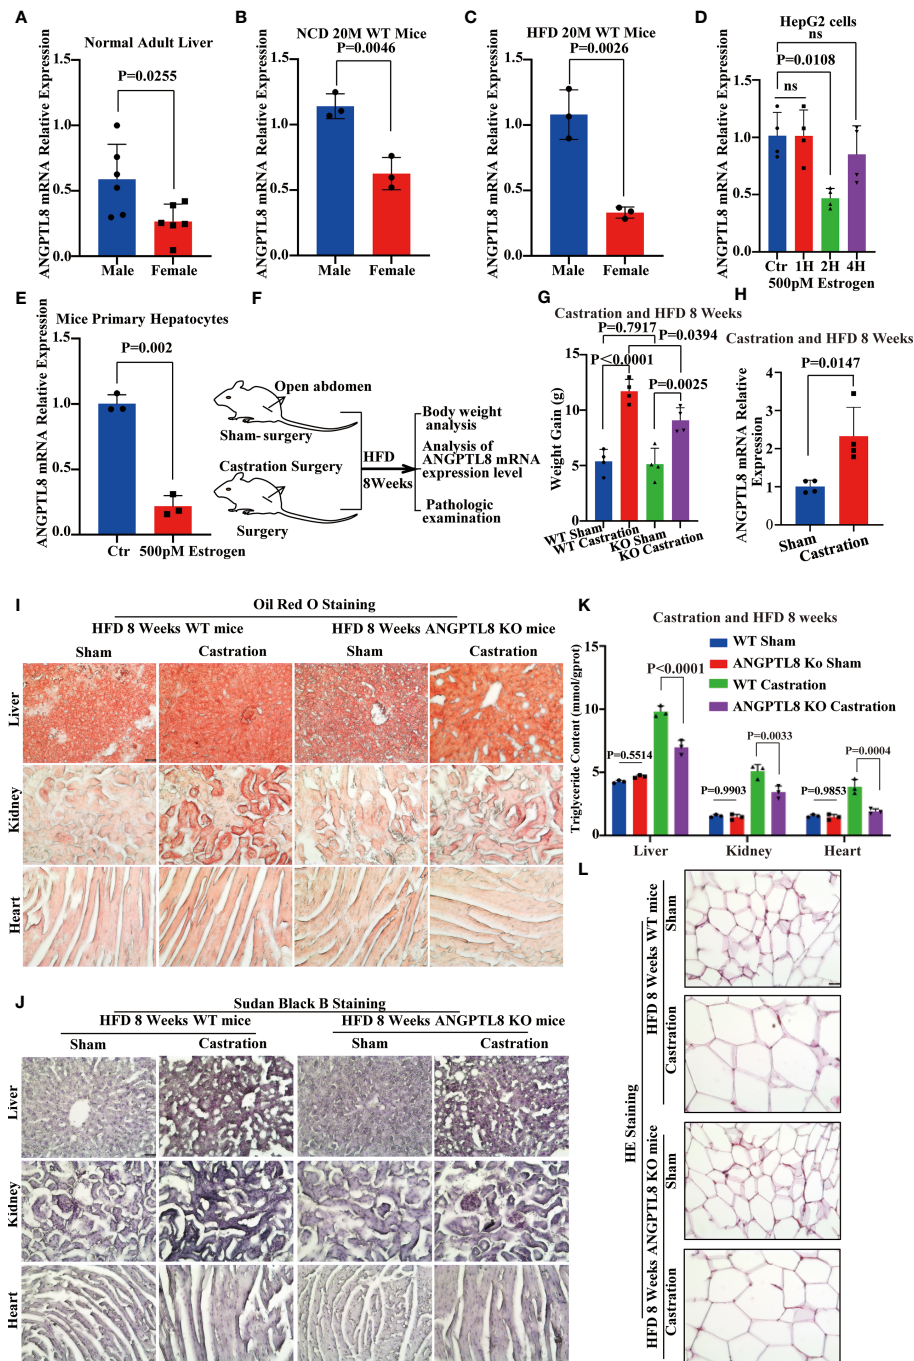 A
Normal Adult Liver
P=0.0255
ANGPTL8 mRNA Relative Expression
1.5
1.0
0.5
0.0
Male Female
B
NCD 20M WT Mice
P=0.0046
ANGPTL8 mRNA Relative Expression
1.5
1.0
0.5
0.0
Male Female
C
HFD 20M WT Mice
P=0.0026
ANGPTL8 mRNA Relative Expression
1.5
1.0
0.5
0.0
Male Female
D
HepG2 cells
ns
P=0.0108
ns
ANGPTL8 mRNA Relative Expression
1.5
1.0
0.5
0.0
Ctr 1H 2H 4H
500pM Estrogen
E
Mice Primary Hepatocytes
P=0.002
ANGPTL8 mRNA Relative Expression
1.5
1.0
0.5
0.0
Ctr 500pM Estrogen
F
Open abdomen
Sham- surgery
Castration Surgery
Surgery
HFD
8Weeks
Body weight
analysis
Analysis of
ANGPTL8 mRNA
expression level
Pathologic
examination
G
Castration and HFD 8 Weeks
P=0.7917
P=0.0394
P<0.0001
P=0.0025
Weight Gain (g)
15
10
5
0
WT Sham
WT Castration
KO Sham
KO Castration
H
Castration and HFD 8 Weeks
P=0.0147
ANGPTL8 mRNA Relative
Expression
4
3
2
1
0
Sham
Castration
I
Oil Red O Staining
HFD 8 Weeks WT mice HFD 8 Weeks ANGPTL8 KO mice
Sham Castration Sham Castration
Liver
Kidney
Heart
J
Sudan Black B Staining
HFD 8 Weeks WT mice HFD 8 Weeks ANGPTL8 KO mice
Sham Castration Sham Castration
Liver
Kidney
Heart
K
Castration and HFD 8 weeks
WT Sham
ANGPTL8 Ko Sham
WT Castration
ANGPTL8 KO Castration
Triglyceride Content (mmol/gprot)
15
10
5
0
P=0.5514
P<0.0001
P=0.9903
P=0.0033
P=0.9853
P=0.0004
Liver Kidney Heart
L
HE Staining
HFD 8 Weeks WT mice
Sham
Castration
HFD 8 Weeks ANGPTL8 KO mice
Sham
Castration